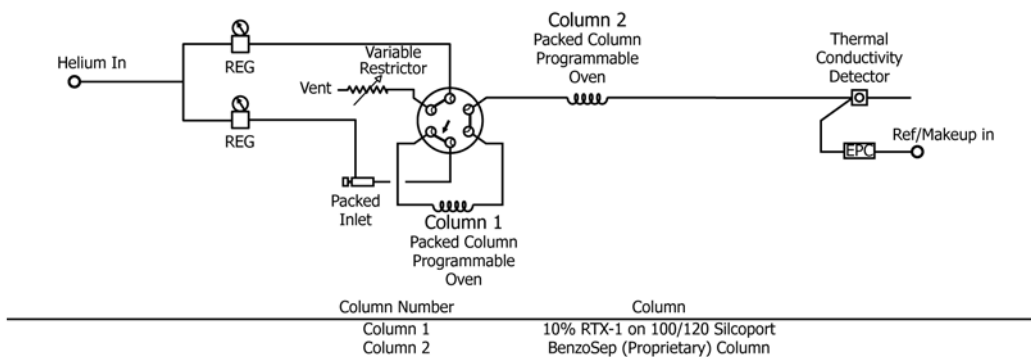 Helium In
REG
REG
Variable
Restrictor
Vent
Packed
Inlet
Column 1
Packed Column
Programmable
Oven
Column 2
Packed Column
Programmable
Oven
Thermal
Conductivity
Detector
Ref/Makeup in
EPC
Column Number Column
Column 1 10% RTX-1 on 100/120 Silcoport
Column 2 BenzoSep (Proprietary) Column